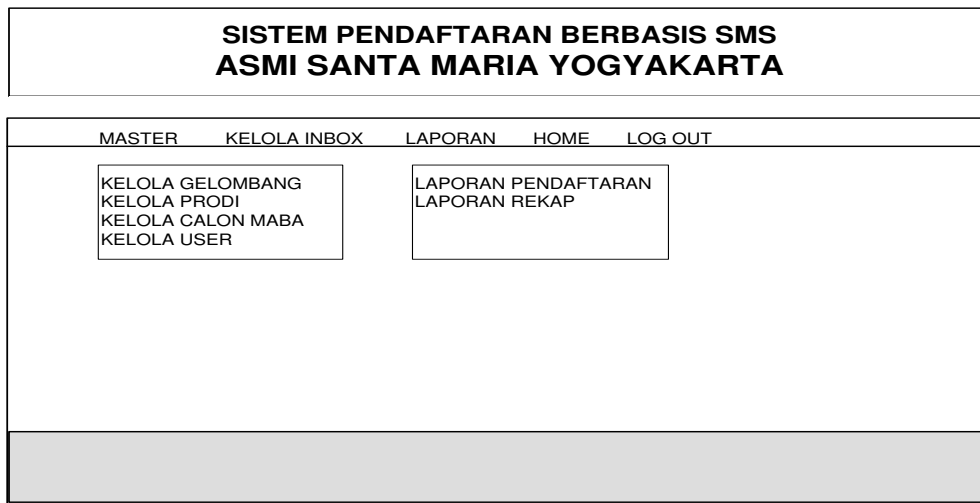 SISTEM PENDAFTARAN BERBASIS SMS
ASMI SANTA MARIA YOGYAKARTA
MASTER KELOLA INBOX LAPORAN HOME LOG OUT
KELOLA GELOMBANG
KELOLA PRODI
KELOLA CALON MABA
KELOLA USER
LAPORAN PENDAFTARAN
LAPORAN REKAP